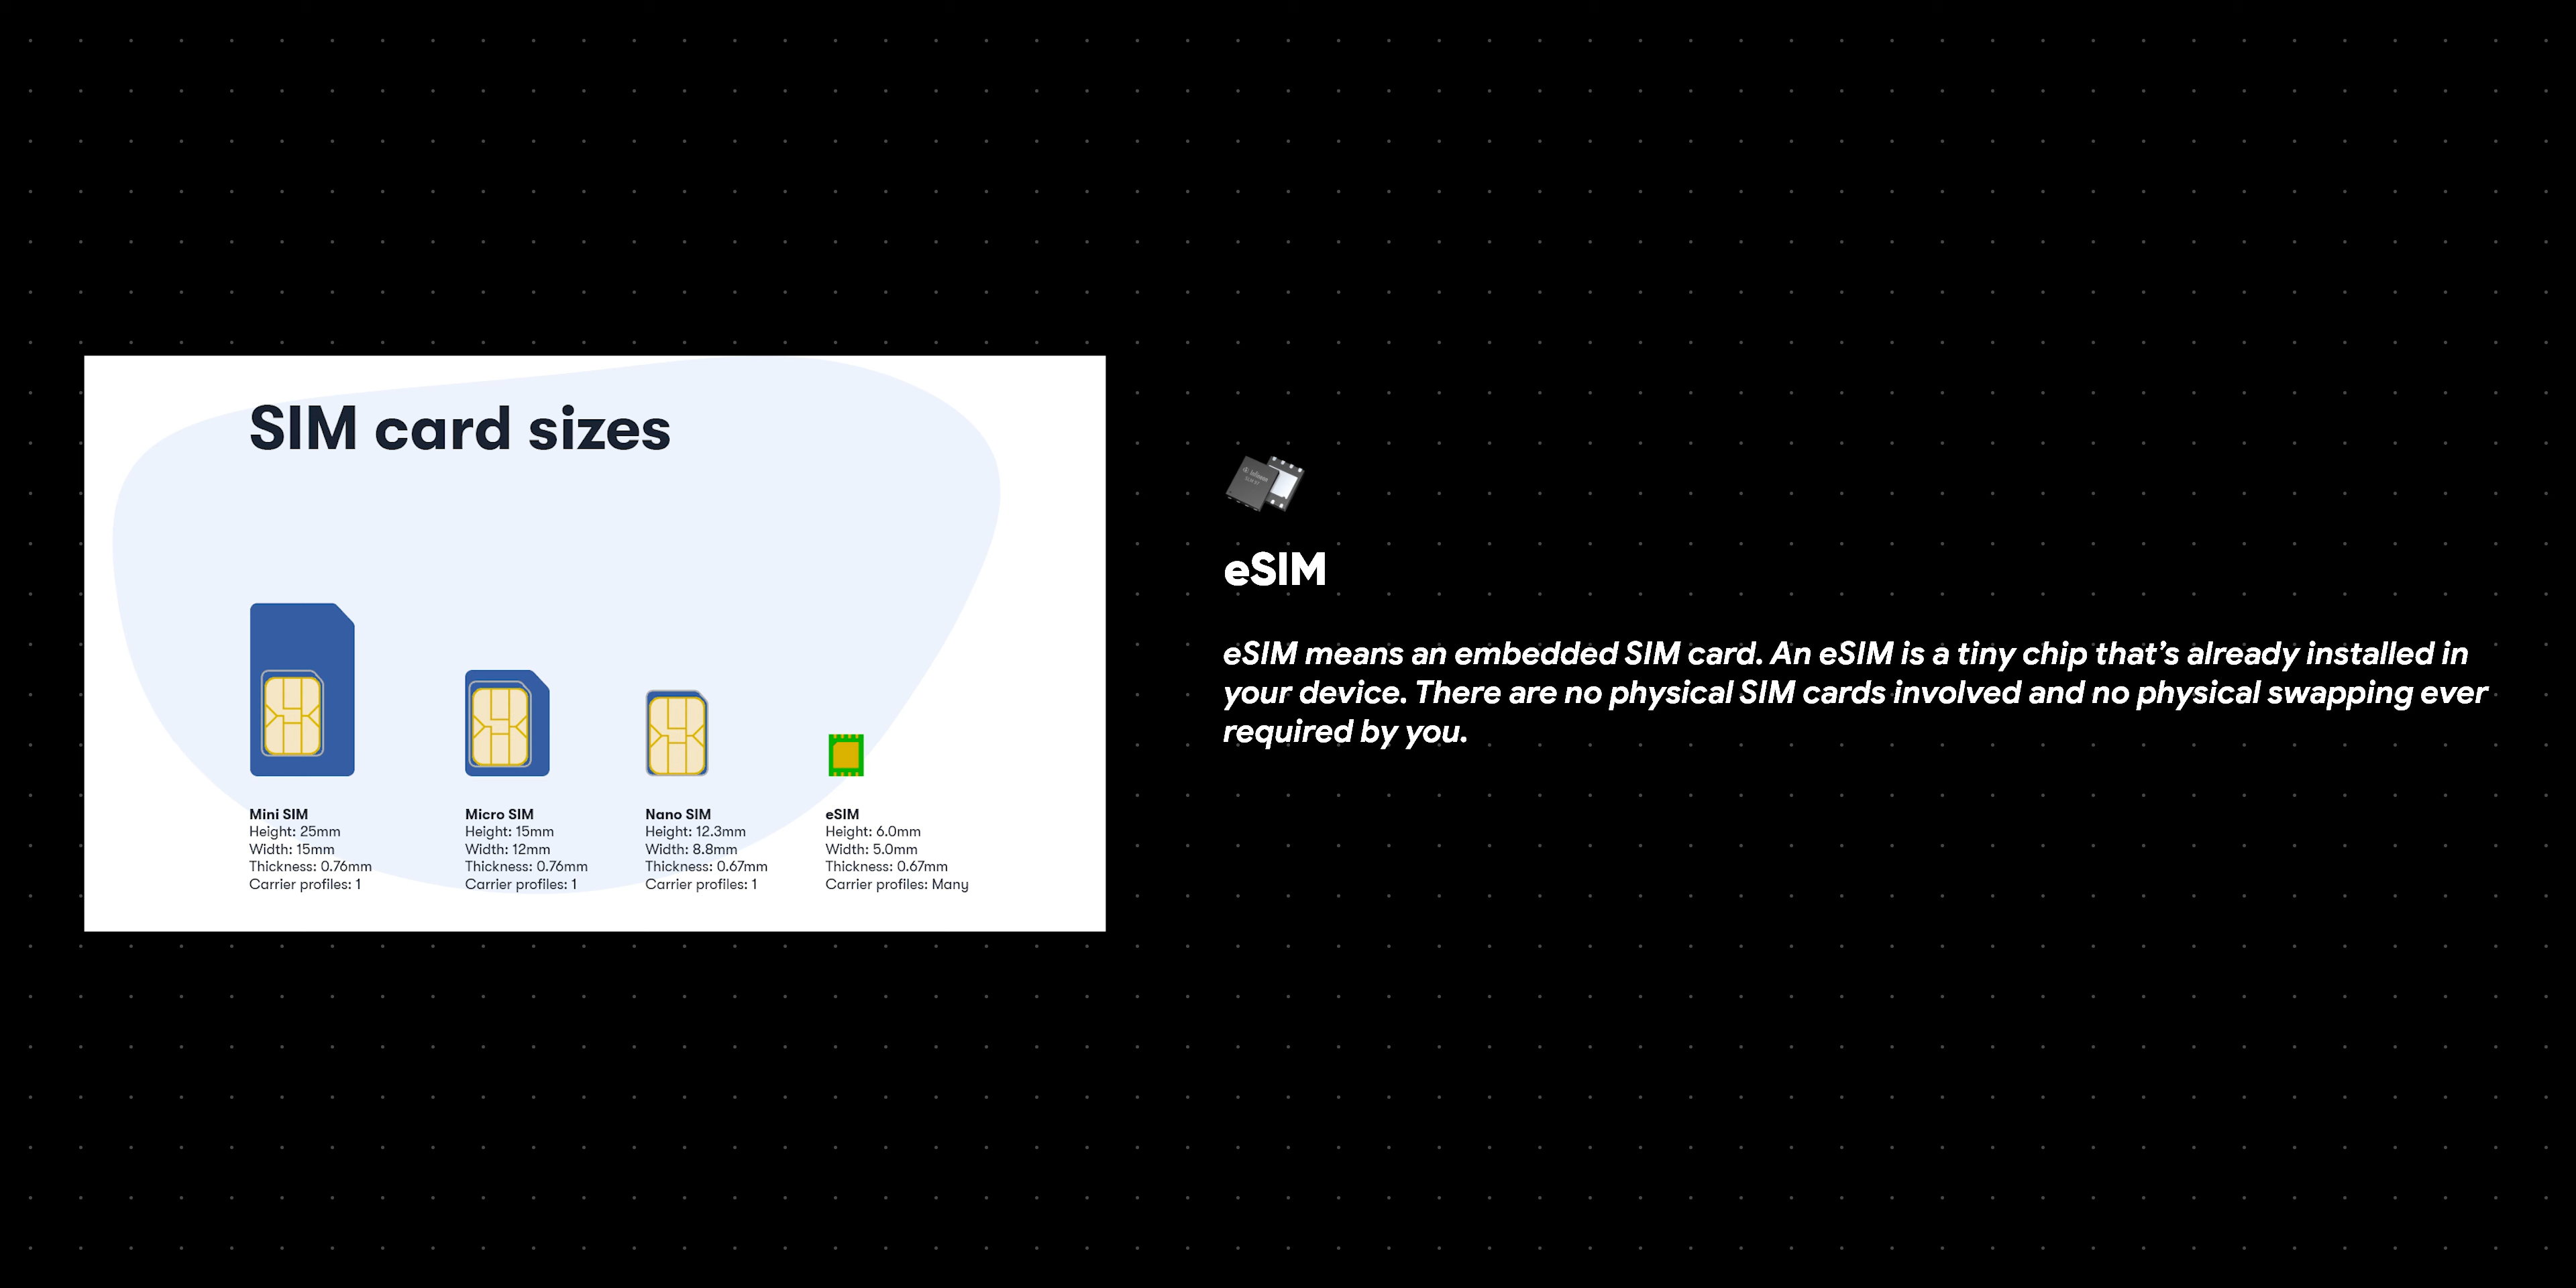 SIM card sizes
Mini SIM
Height: 25mm
Width: 15mm
Thickness: 0.76mm
Carrier profiles: 1
Micro SIM
Height: 15mm
Width: 12mm
Thickness: 0.76mm
Carrier profiles: 1
Nano SIM
Height: 12.3mm
Width: 8.8mm
Thickness: 0.67mm
Carrier profiles: 1
eSIM
Height: 6.0mm
Width: 5.0mm
Thickness: 0.67mm
Carrier profiles: Many
eSIM
eSIM means an embedded SIM card. An eSIM is a tiny chip that’s already installed in
your device. There are no physical SIM cards involved and no physical swapping ever
required by you.